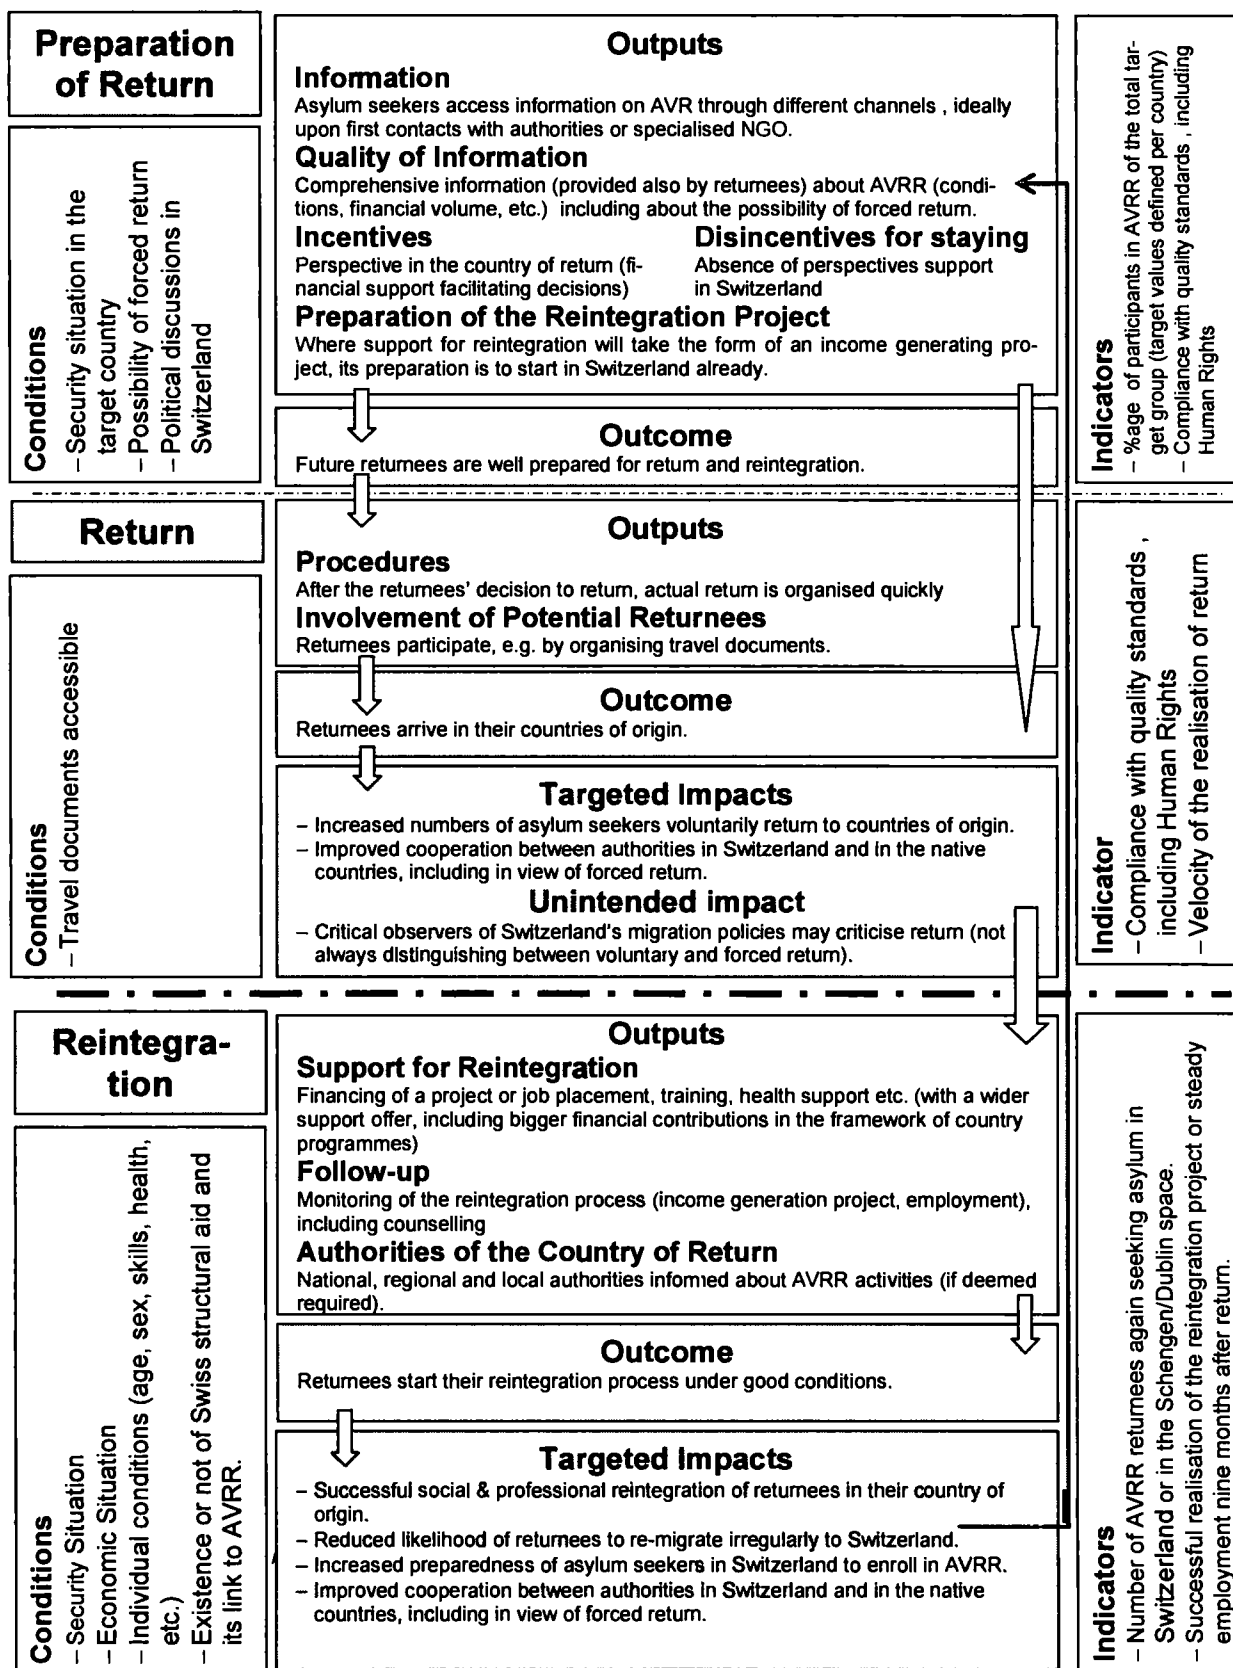 Preparation
of Return
Conditions
– Security situation in the
target country
– Possibility of forced return
– Political discussions in
Switzerland
Outputs
Information
Asylum seekers access information on AVR through different channels , ideally
upon first contacts with authorities or specialised NGO.
Quality of Information
Comprehensive information (provided also by returnees) about AVRR (condi-
tions, financial volume, etc.) including about the possibility of forced return.
Incentives
Perspective in the country of return (fi-
nancial support facilitating decisions)
Disincentives for staying
Absence of perspectives support
in Switzerland
Preparation of the Reintegration Project
Where support for reintegration will take the form of an income generating pro-
ject, its preparation is to start in Switzerland already.
Outcome
Future returnees are well prepared for return and reintegration.
Indicators
– %age of participants in AVR of the total tar-
get group (target values defined per country)
– Compliance with quality standards , including
Human Rights
Return
Conditions
– Travel documents accessible
Outputs
Procedures
After the returnees' decision to return, actual return is organised quickly
Involvement of Potential Returnees
Returnees participate, e.g. by organising travel documents.
Outcome
Returnees arrive in their countries of origin.
Targeted Impacts
– Increased numbers of asylum seekers voluntarily return to countries of origin.
– Improved cooperation between authorities in Switzerland and in the native
countries, including in view of forced return.
Unintended impact
– Critical observers of Switzerland's migration policies may criticise return (not
always distinguishing between voluntary and forced return).
Indicator
– Compliance with quality standards ,
including Human Rights
– Velocity of the realisation of return
Reintegra-
tion
Conditions
– Security Situation
– Economic Situation
– Individual conditions (age, sex, skills, health,
etc.)
– Existence or not of Swiss structural aid and
its link to AVRR.
Outputs
Support for Reintegration
Financing of a project or job placement, training, health support etc. (with a wider
support offer, including bigger financial contributions in the framework of country
programmes)
Follow-up
Monitoring of the reintegration process (income generation project, employment),
including counselling
Authorities of the Country of Return
National, regional and local authorities informed about AVRR activities (if deemed
required).
Outcome
Returnees start their reintegration process under good conditions.
Targeted Impacts
– Successful social & professional reintegration of returnees in their country of
origin.
– Reduced likelihood of returnees to re-migrate irregularly to Switzerland.
– Increased preparedness of asylum seekers in Switzerland to enroll in AVRR.
– Improved cooperation between authorities in Switzerland and in the native
countries, including in view of forced return.
Indicators
– Number of AVRR returnees again seeking asylum in
Switzerland or in the Schengen/Dublin space.
– Successful realisation of the reintegration project or steady
employment nine months after return.